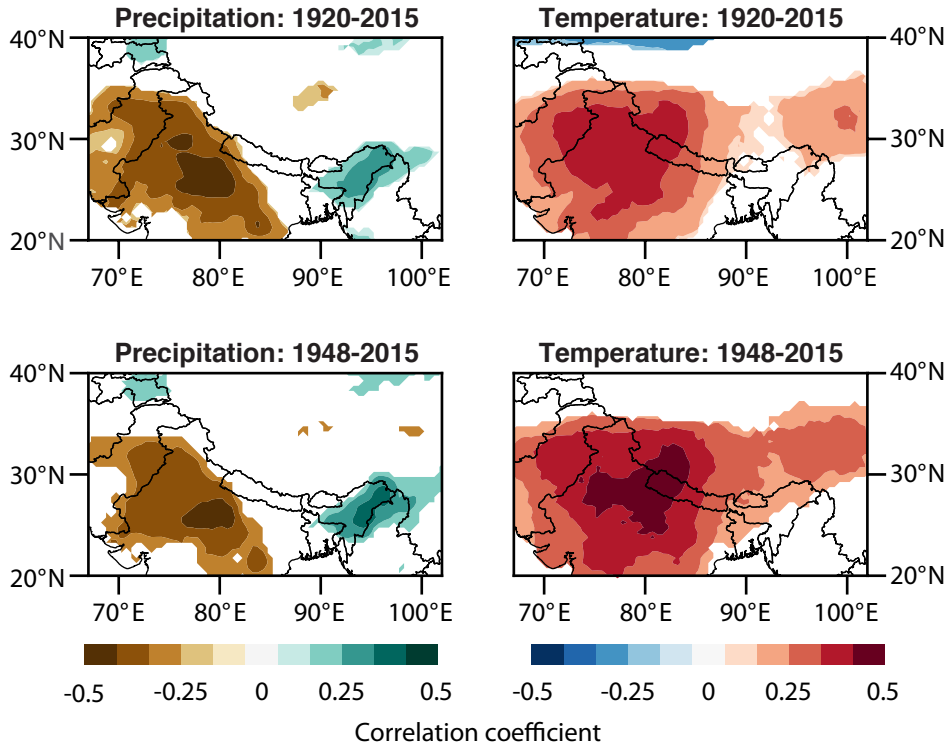 Precipitation: 1920-2015
Temperature: 1920-2015
40°N
40°N
30°N
30°N
20°N
20°N
70°E 80°E 90°E 100°E
70°E 80°E 90°E 100°E
Precipitation: 1948-2015
Temperature: 1948-2015
40°N
40°N
30°N
30°N
20°N
20°N
70°E 80°E 90°E 100°E
70°E 80°E 90°E 100°E
-0.5 -0.25 0 0.25 0.5
-0.5 -0.25 0 0.25 0.5
Correlation coefficient